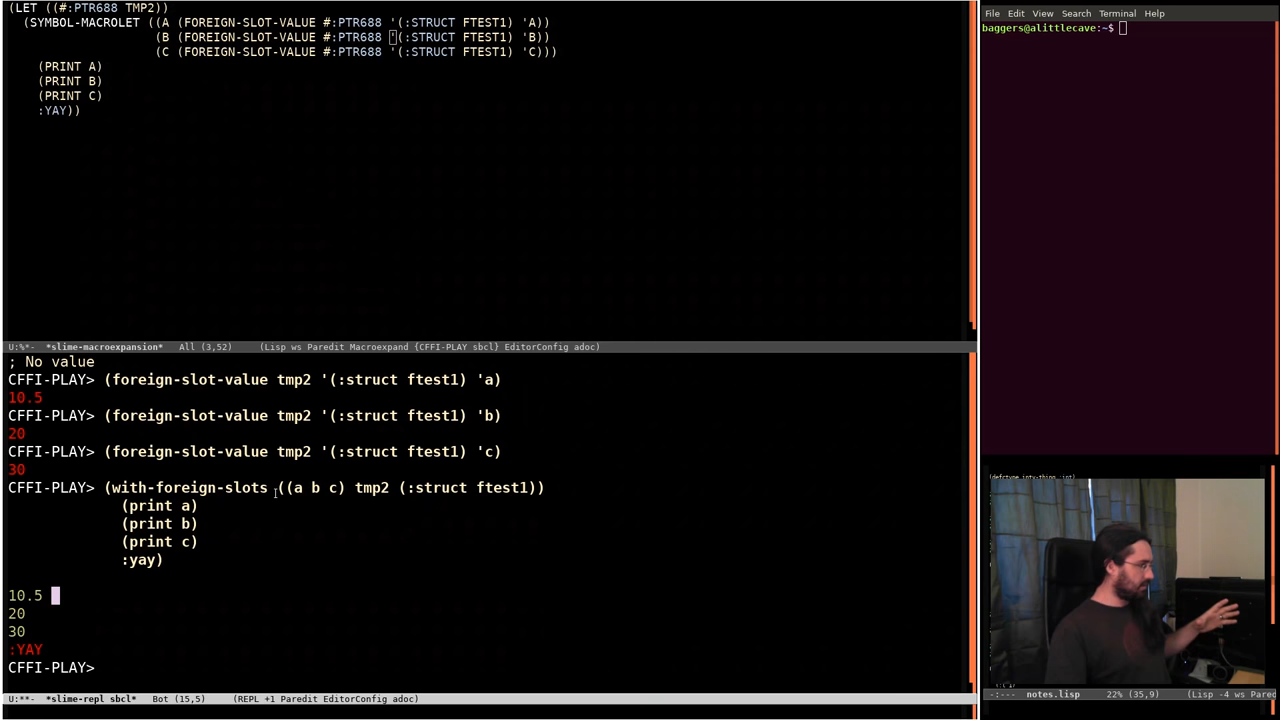 (LET ((#:PTR688 TMP2))
(SYMBOL-MACROLET ((A (FOREIGN-SLOT-VALUE #:PTR688 '(:STRUCT FTEST1) 'A))
(B (FOREIGN-SLOT-VALUE #:PTR688 '(:STRUCT FTEST1) 'B))
(C (FOREIGN-SLOT-VALUE #:PTR688 '(:STRUCT FTEST1) 'C)))
(PRINT A)
(PRINT B)
(PRINT C)
:YAY))
U:%*- *slime-macroexpansion* All (3,52) (Lisp ws Paredit Macroexpand {CFFI-PLAY sbcl} EditorConfig adoc)
; No value
CFFI-PLAY> (foreign-slot-value tmp2 '(:struct ftest1) 'a)
10.5
CFFI-PLAY> (foreign-slot-value tmp2 '(:struct ftest1) 'b)
20
CFFI-PLAY> (foreign-slot-value tmp2 '(:struct ftest1) 'c)
30
CFFI-PLAY> (with-foreign-slots ((a b c) tmp2 (:struct ftest1))
(print a)
(print b)
(print c)
:yay)
10.5
20
30
:YAY
CFFI-PLAY>
U:**- *slime-repl sbcl* Bot (15,5) (REPL +1 Paredit EditorConfig adoc)
File Edit View Search Terminal Help
baggers@alittlecave:~$
(defctype inty-thing :int)
-:--- notes.lisp 22% (35,9) (Lisp -4 ws Pared